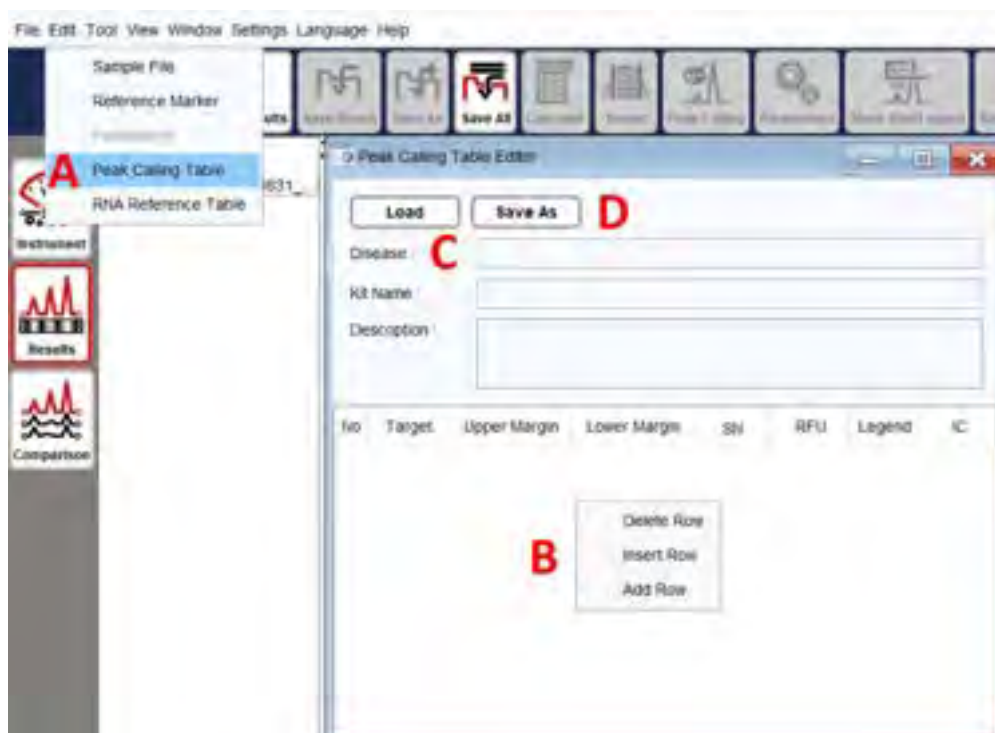 File Edit Tool View Window Settings Language Help
Sample File
Reference Marker
A Peak Calling Table
RNA Reference Table
Save All
Instrument
Results
Comparison
Peak Calling Table Editor
Load Save As D
Disease C
Kit Name
Description
No Target Upper Margin Lower Margin SN RFU Legend IC
B
Delete Row
Insert Row
Add Row